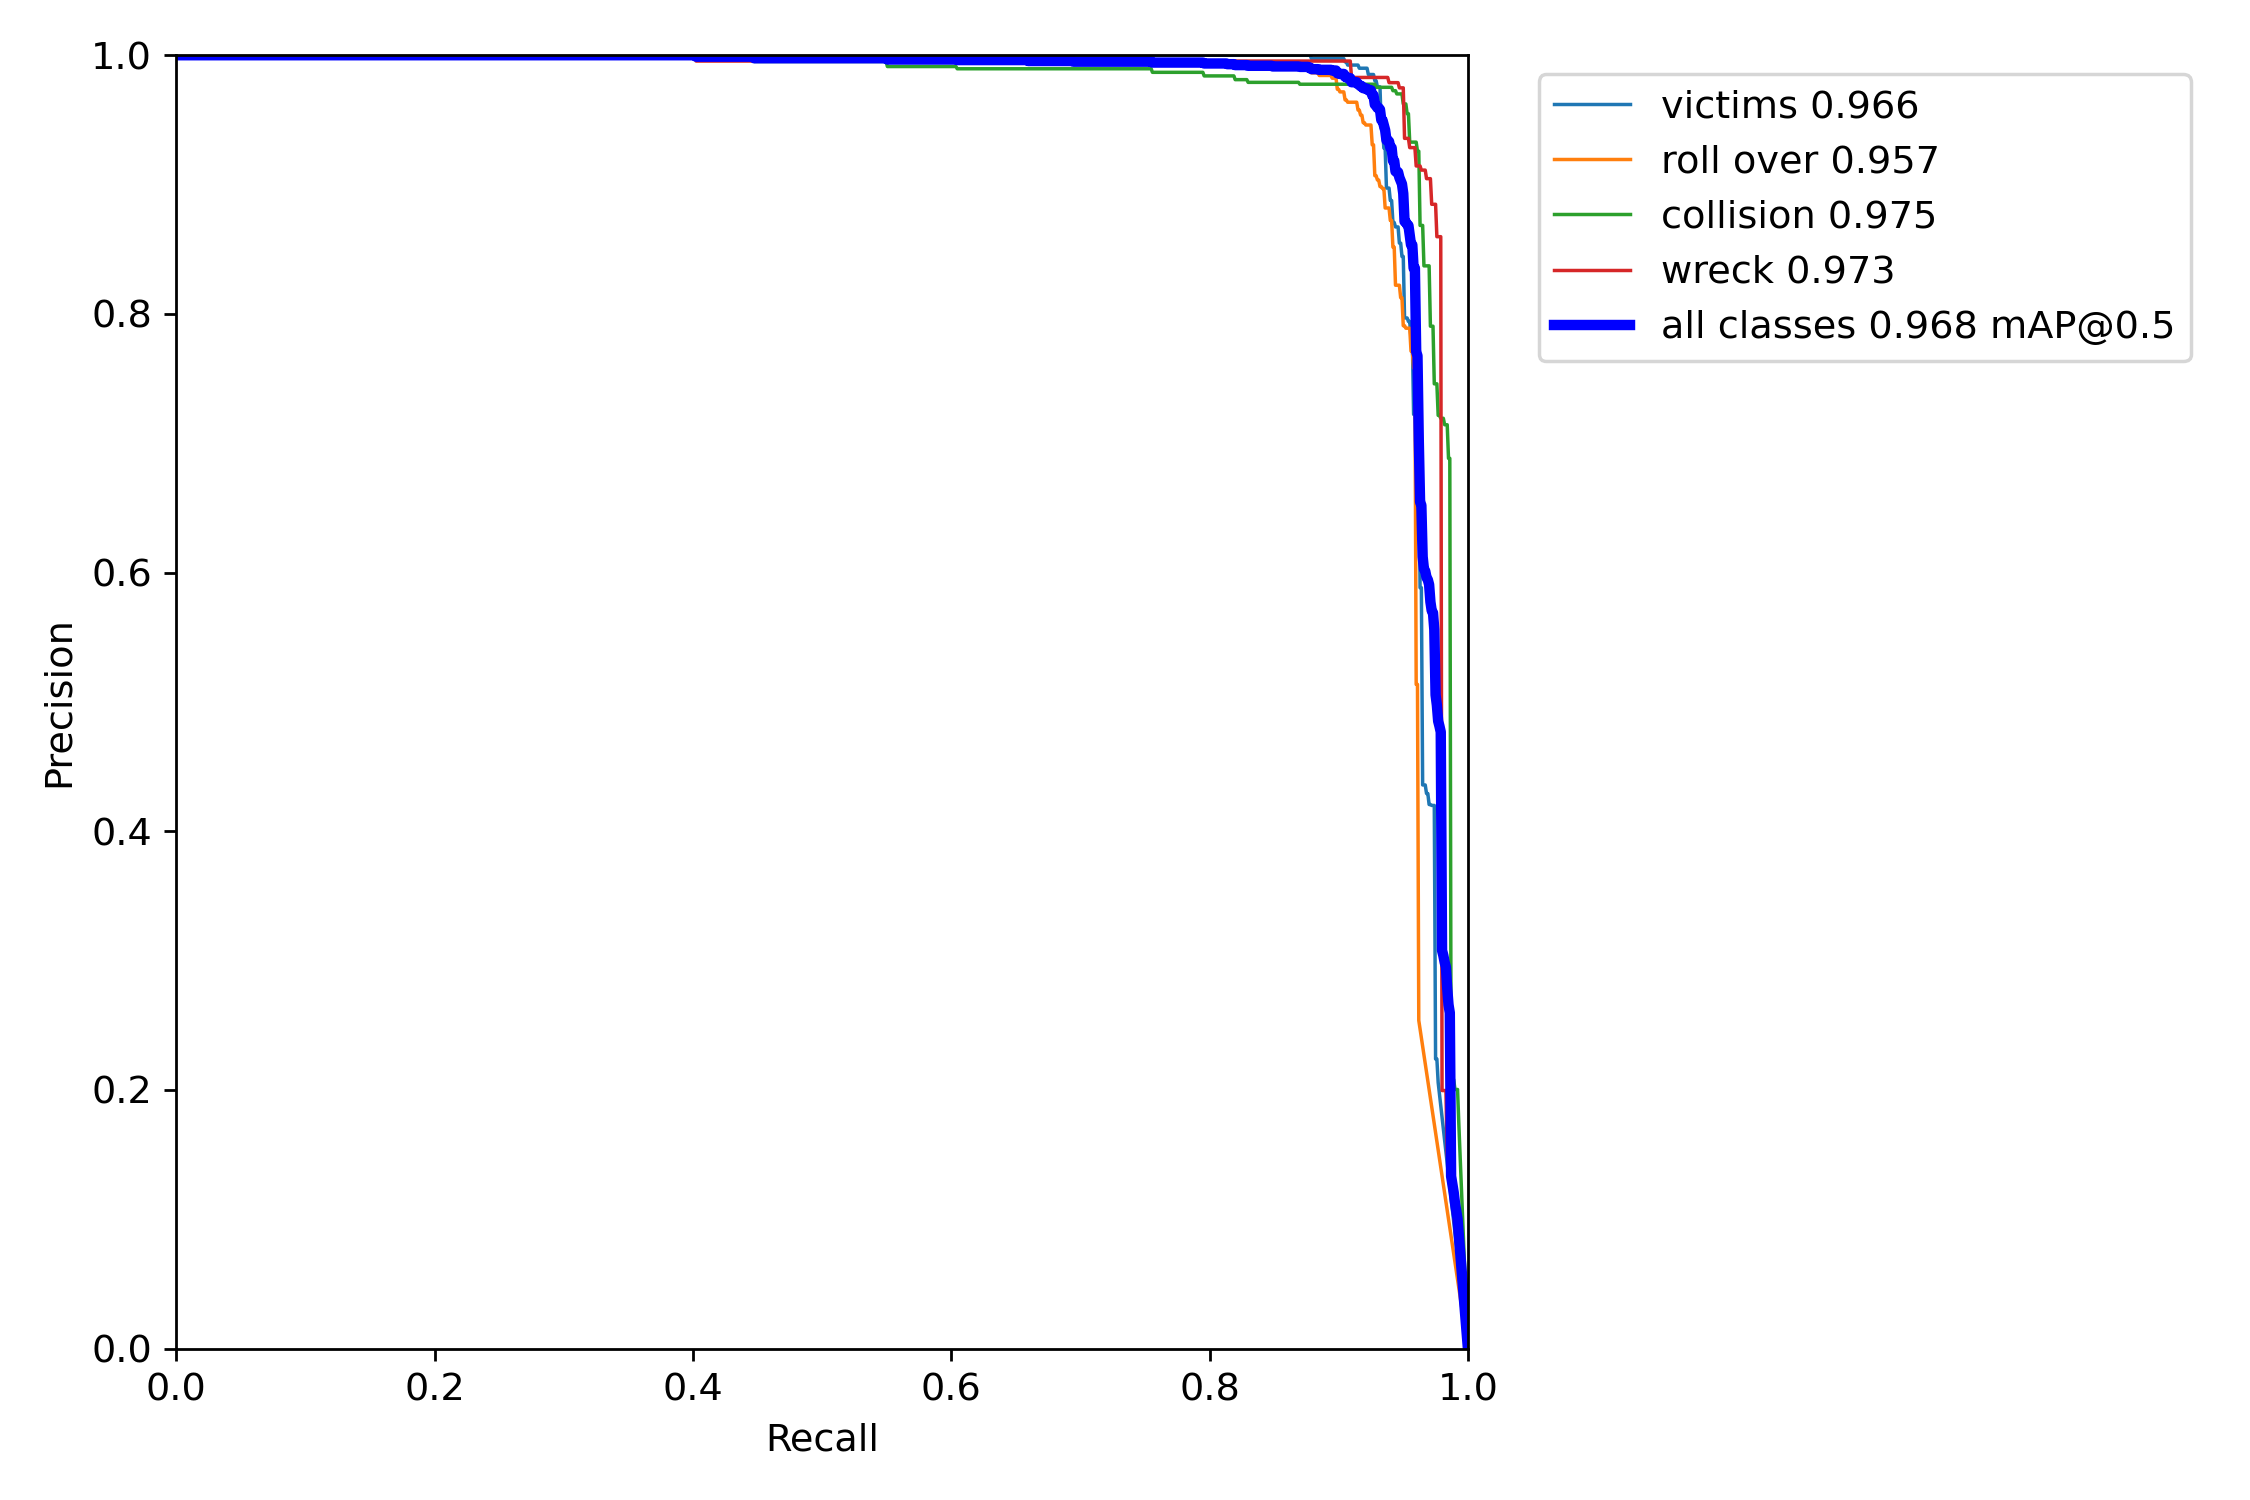 1.0
0.8
0.6
0.4
0.2
0.0
Precision
0.0 0.2 0.4 0.6 0.8 1.0
Recall
victims 0.966
roll over 0.957
collision 0.975
wreck 0.973
all classes 0.968 mAP@0.5